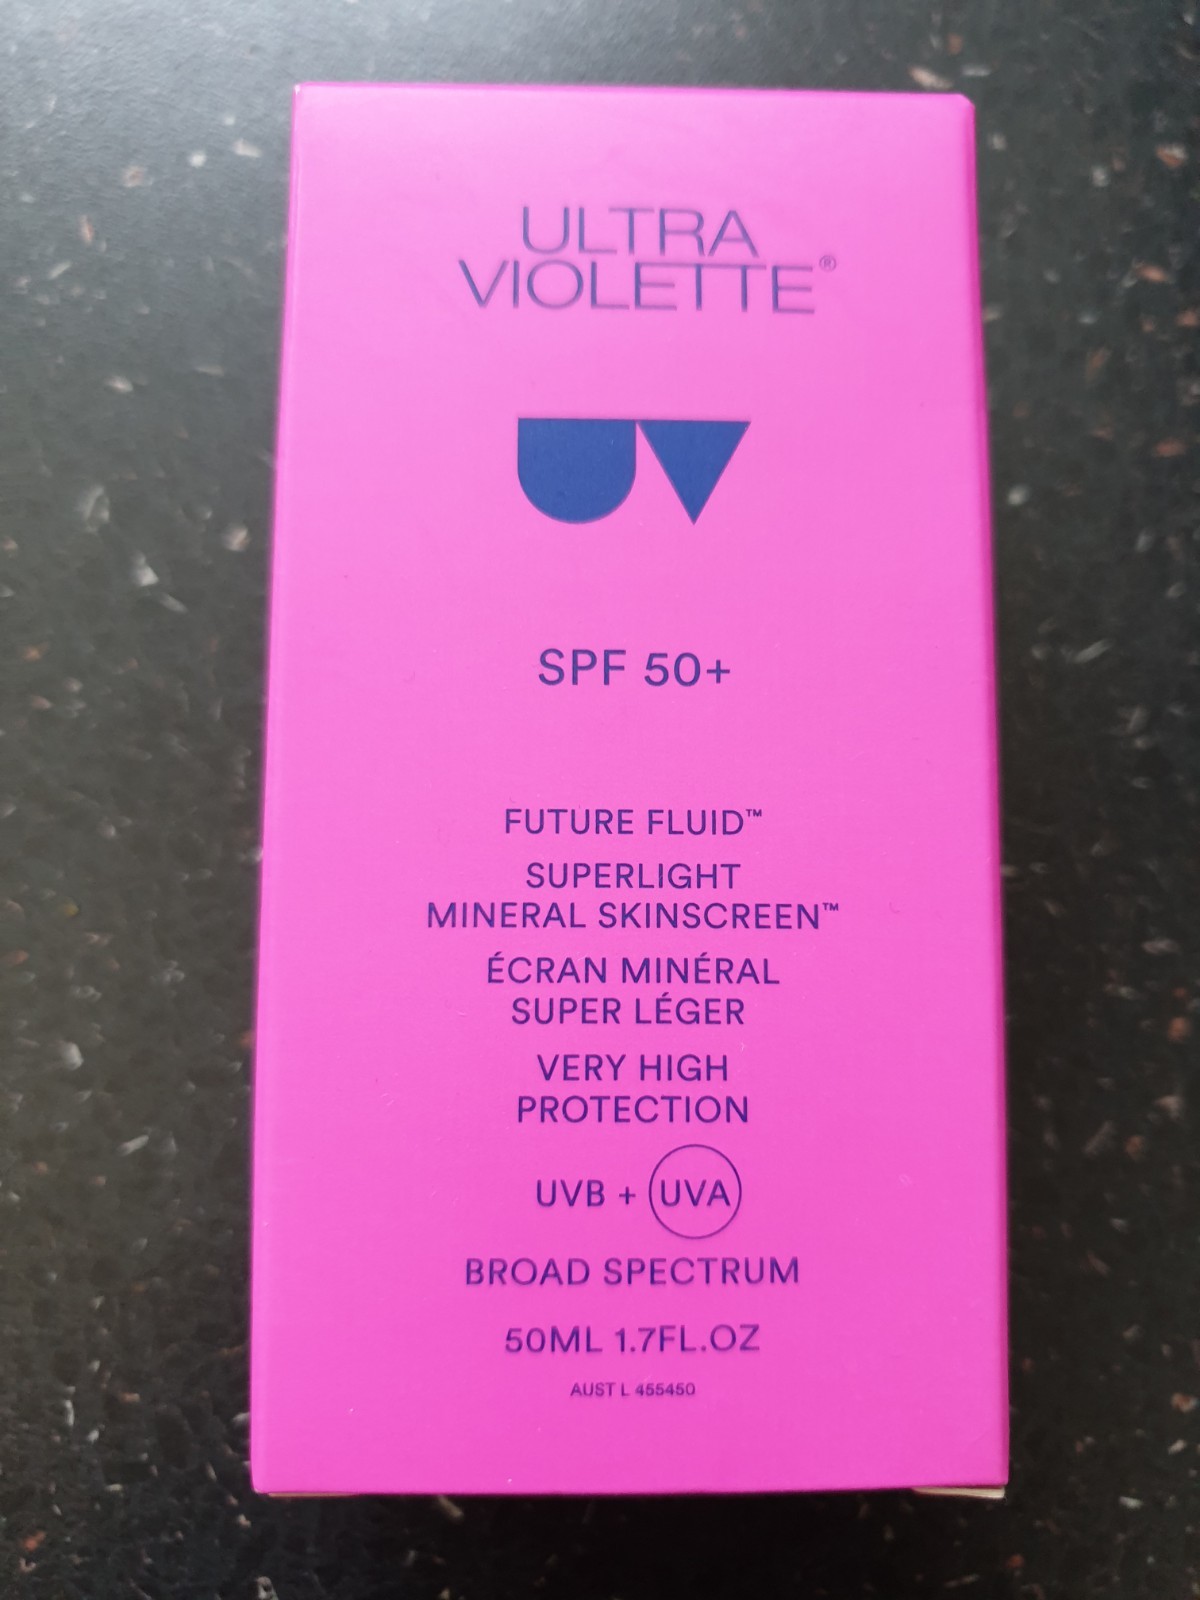 ULTRA
VIOLETTE®
SPF 50+
FUTURE FLUID™
SUPERLIGHT
MINERAL SKINSCREEN™
ÉCRAN MINÉRAL
SUPER LÉGER
VERY HIGH
PROTECTION
UVB + UVA
BROAD SPECTRUM
50ML 1.7FL.OZ
AUST L 455450